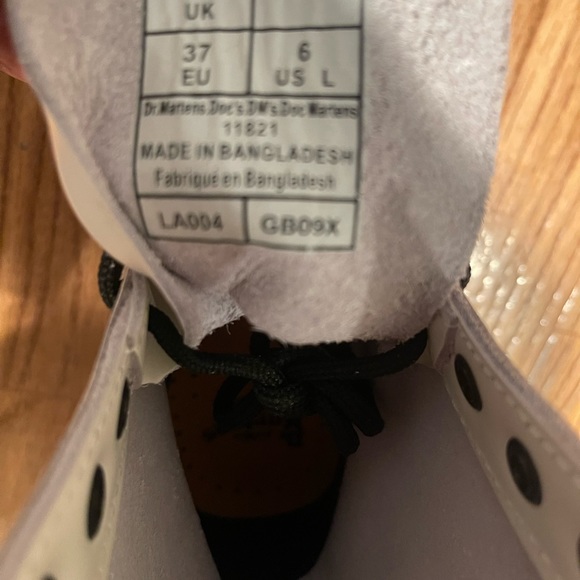 UK
37 6
EU US L
Dr.Martens.Doc's.DM's.Doc Martens
11821
MADE IN BANGLADESH
Fabrique en Bangladesh
LA004 GB09X